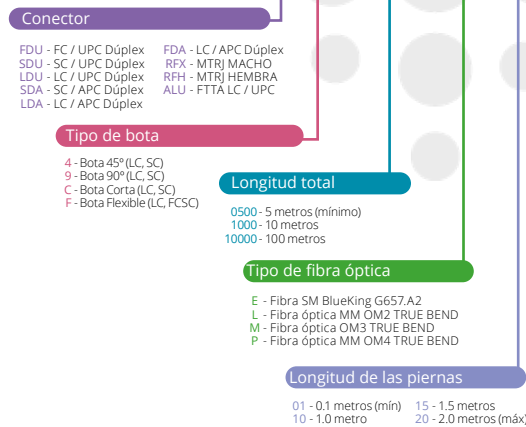 Conector
FDU - FC / UPC Dúplex
SDU - SC / UPC Dúplex
LDU - LC / UPC Dúplex
SDA - SC / APC Dúplex
LDA - LC / APC Dúplex
FDA - LC / APC Dúplex
RFX - MTRJ MACHO
RFH - MTRJ HEMBRA
ALU - FTTA LC / UPC
Tipo de bota
4 - Bota 45º (LC, SC)
9 - Bota 90º (LC, SC)
C - Bota Corta (LC, SC)
F - Bota Flexible (LC, FCSC)
Longitud total
0500 - 5 metros (mínimo)
1000 - 10 metros
10000 - 100 metros
Tipo de fibra óptica
E - Fibra SM BlueKing G657.A2
L - Fibra óptica MM OM2 TRUE BEND
M - Fibra óptica OM3 TRUE BEND
P - Fibra óptica MM OM4 TRUE BEND
Longitud de las piernas
01 - 0.1 metros (mín)
10 - 1.0 metro
15 - 1.5 metros
20 - 2.0 metros (máx)